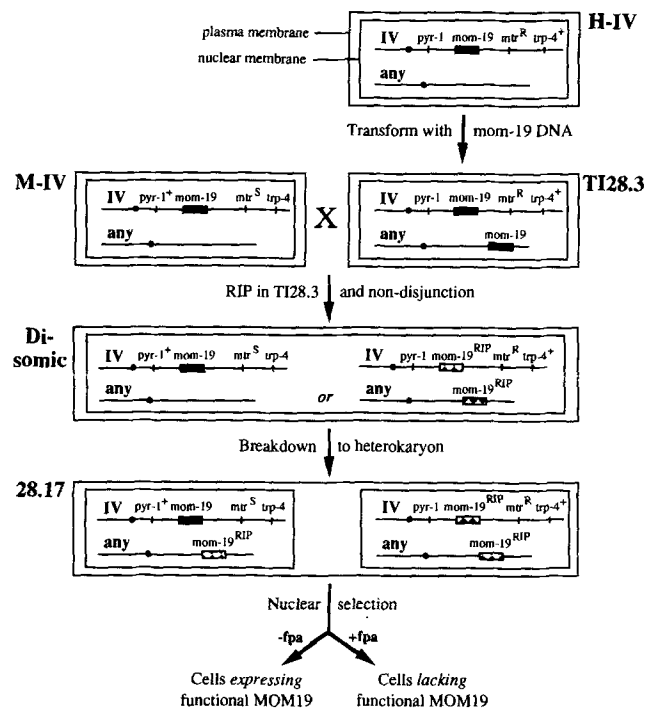 H-IV
plasma membrane
nuclear membrane
IV pyr-1 mom-19 mtr R trp-4 +
any
Transform with mom-19 DNA
M-IV
IV pyr-1 + mom-19 mtr S trp-4
any
X
TI28.3
IV pyr-1 mom-19 mtr R trp-4 +
any mom-19
RIP in TI28.3 and non-disjunction
Di-
somic
IV pyr-1 + mom-19 mtr S trp-4
any
or
IV pyr-1 mom-19 RIP mtr R trp-4 +
any mom-19 RIP
Breakdown to heterokaryon
28.17
IV pyr-1 + mom-19 mtr S trp-4
any mom-19 RIP
IV pyr-1 mom-19 RIP mtr R trp-4 +
any mom-19 RIP
Nuclear selection
-fpa +fpa
Cells expressing
functional MOM19
Cells lacking
functional MOM19